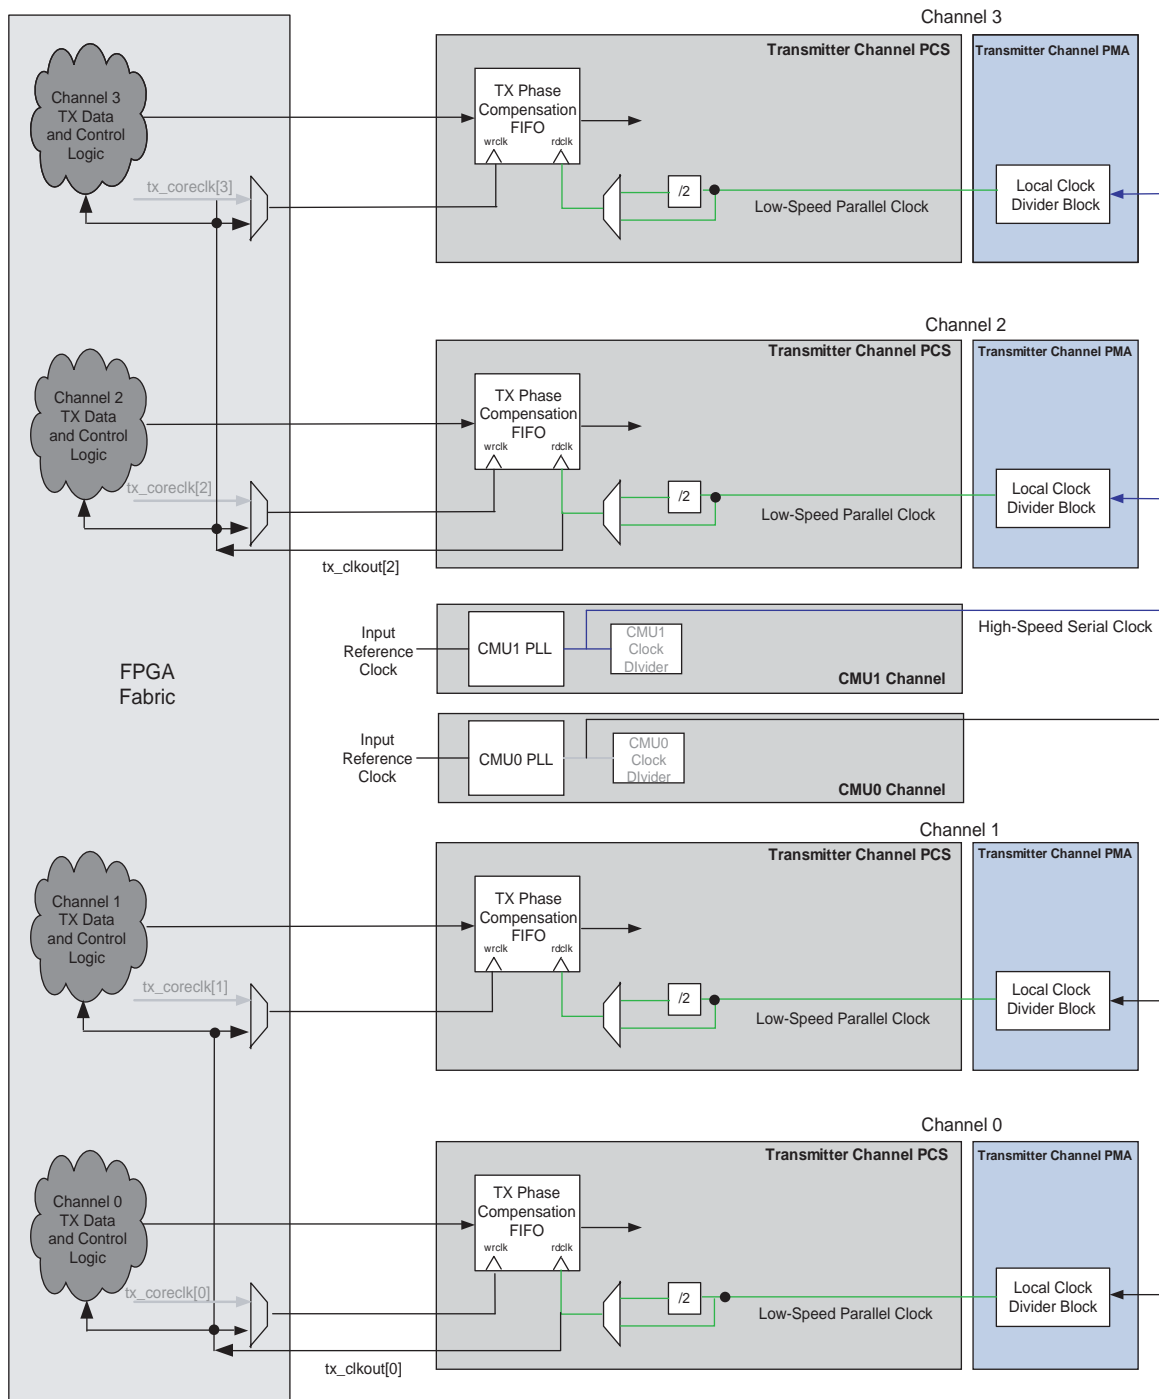 Channel 3
Transmitter Channel PCS
Transmitter Channel PMA
Channel 3
TX Data
and Control
Logic
TX Phase
Compensation
FIFO
wrclk
rdclk
tx_coreclk[3]
/2
Low-Speed Parallel Clock
Local Clock
Divider Block
Channel 2
Transmitter Channel PCS
Transmitter Channel PMA
Channel 2
TX Data
and Control
Logic
TX Phase
Compensation
FIFO
wrclk
rdclk
tx_coreclk[2]
/2
Low-Speed Parallel Clock
Local Clock
Divider Block
tx_clkout[2]
FPGA
Fabric
Input
Reference
Clock
CMU1 PLL
CMU1
Clock
DIvider
CMU1 Channel
High-Speed Serial Clock
Input
Reference
Clock
CMU0 PLL
CMU0
Clock
DIvider
CMU0 Channel
Channel 1
Transmitter Channel PCS
Transmitter Channel PMA
Channel 1
TX Data
and Control
Logic
TX Phase
Compensation
FIFO
wrclk
rdclk
tx_coreclk[1]
/2
Low-Speed Parallel Clock
Local Clock
Divider Block
Channel 0
Transmitter Channel PCS
Transmitter Channel PMA
Channel 0
TX Data
and Control
Logic
TX Phase
Compensation
FIFO
wrclk
rdclk
tx_coreclk[0]
/2
Low-Speed Parallel Clock
Local Clock
Divider Block
tx_clkout[0]